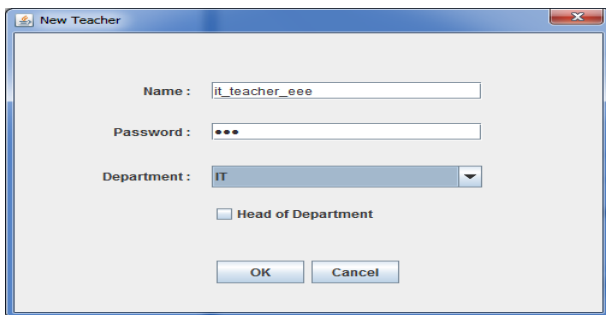 New Teacher
Name : it_teacher_eee
Password : •••
Department : IT
Head of Department
OK Cancel